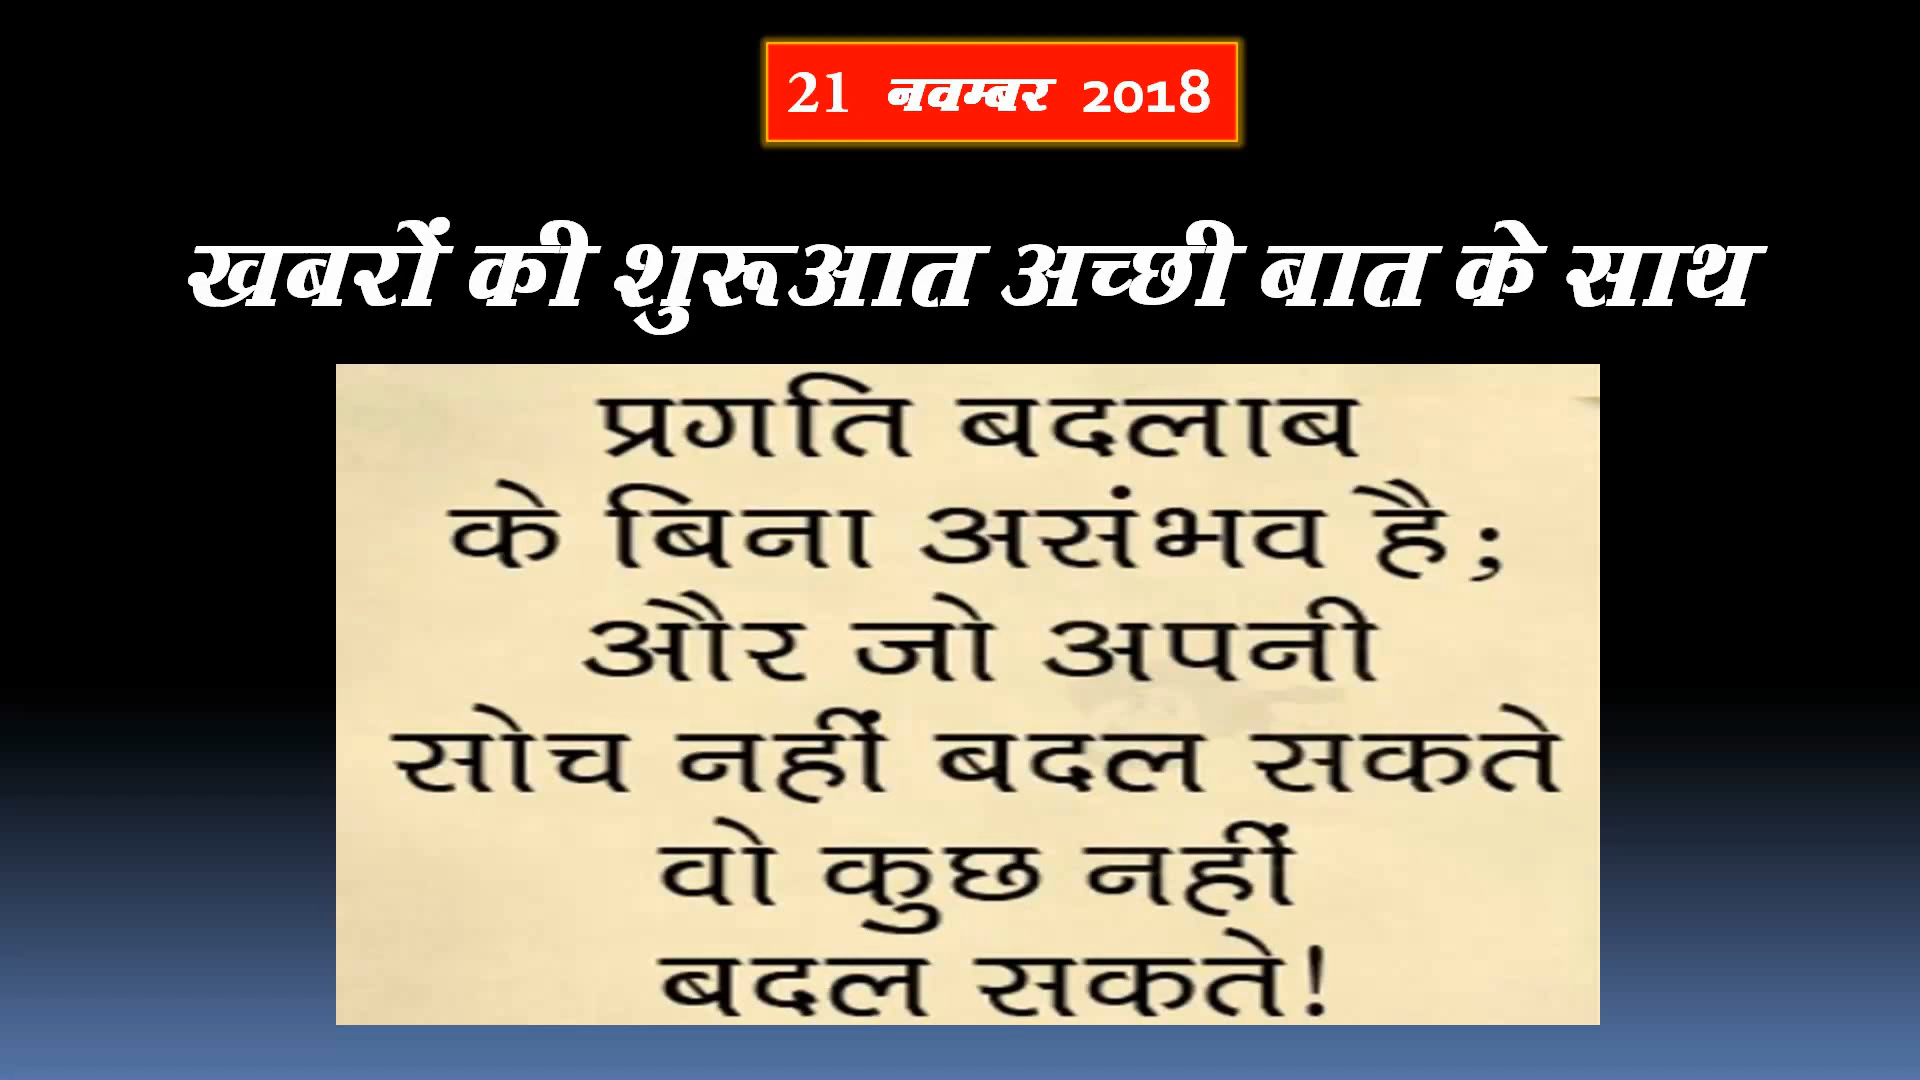 21 नवम्बर 2018
खबरों की शुरूआत अच्छी बात के साथ
प्रगति बदलाब
के बिना असंभव है;
और जो अपनी
सोच नहीं बदल सकते
वो कुछ नहीं
बदल सकते!